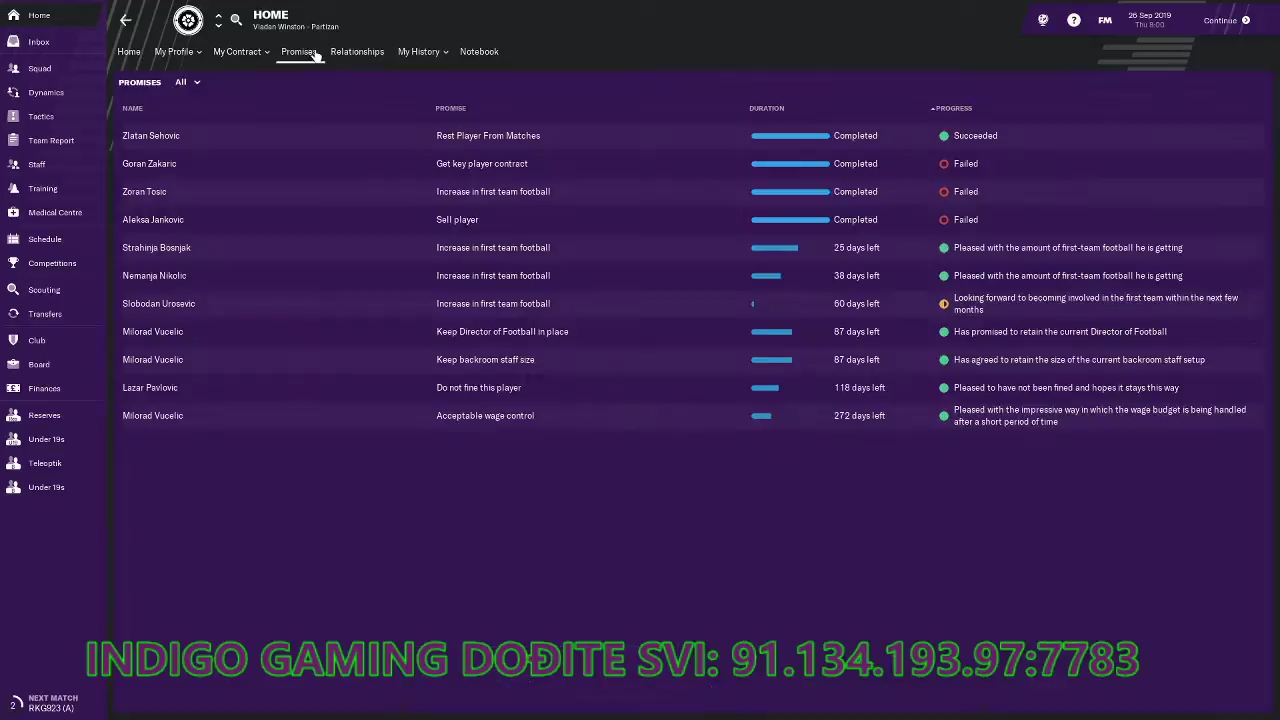 Home
Inbox
Squad
Dynamics
Tactics
Team Report
Staff
Training
Medical Centre
Schedule
Competitions
Scouting
Transfers
Club
Board
Finances
Reserves
Under 19s
Teleoptik
Under 19s
2
NEXT MATCH
RKG923 (A)
HOME
Vladan Winston - Partizan
FM
26 Sep 2019
Thu 8:00
Continue
Home My Profile My Contract Promises Relationships My History Notebook
PROMISES All
NAME PROMISE DURATION PROGRESS
Zlatan Sehovic Rest Player From Matches Completed Succeeded
Goran Zakaric Get key player contract Completed Failed
Zoran Tosic Increase in first team football Completed Failed
Aleksa Jankovic Sell player Completed Failed
Strahinja Bosnjak Increase in first team football 25 days left Pleased with the amount of first-team football he is getting
Nemanja Nikolic Increase in first team football 38 days left Pleased with the amount of first-team football he is getting
Slobodan Urosevic Increase in first team football 60 days left Looking forward to becoming involved in the first team within the next few
months
Milorad Vucelic Keep Director of Football in place 87 days left Has promised to retain the current Director of Football
Milorad Vucelic Keep backroom staff size 87 days left Has agreed to retain the size of the current backroom staff setup
Lazar Pavlovic Do not fine this player 118 days left Pleased to have not been fined and hopes it stays this way
Milorad Vucelic Acceptable wage control 272 days left Pleased with the impressive way in which the wage budget is being handled
after a short period of time
INDIGO GAMING DOĐITE SVI: 91.134.193.97:7783